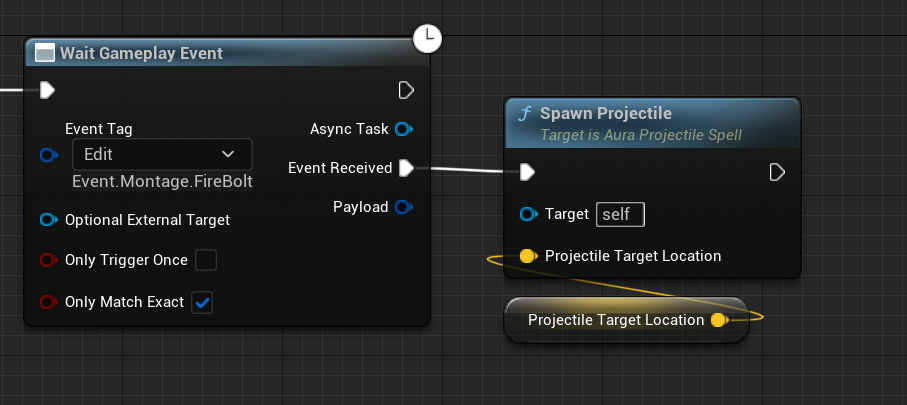 Wait Gameplay Event
Event Tag
Edit
Event.Montage.FireBolt
Optional External Target
Only Trigger Once
Only Match Exact
Async Task
Event Received
Payload
f Spawn Projectile
Target is Aura Projectile Spell
Target self
Projectile Target Location
Projectile Target Location